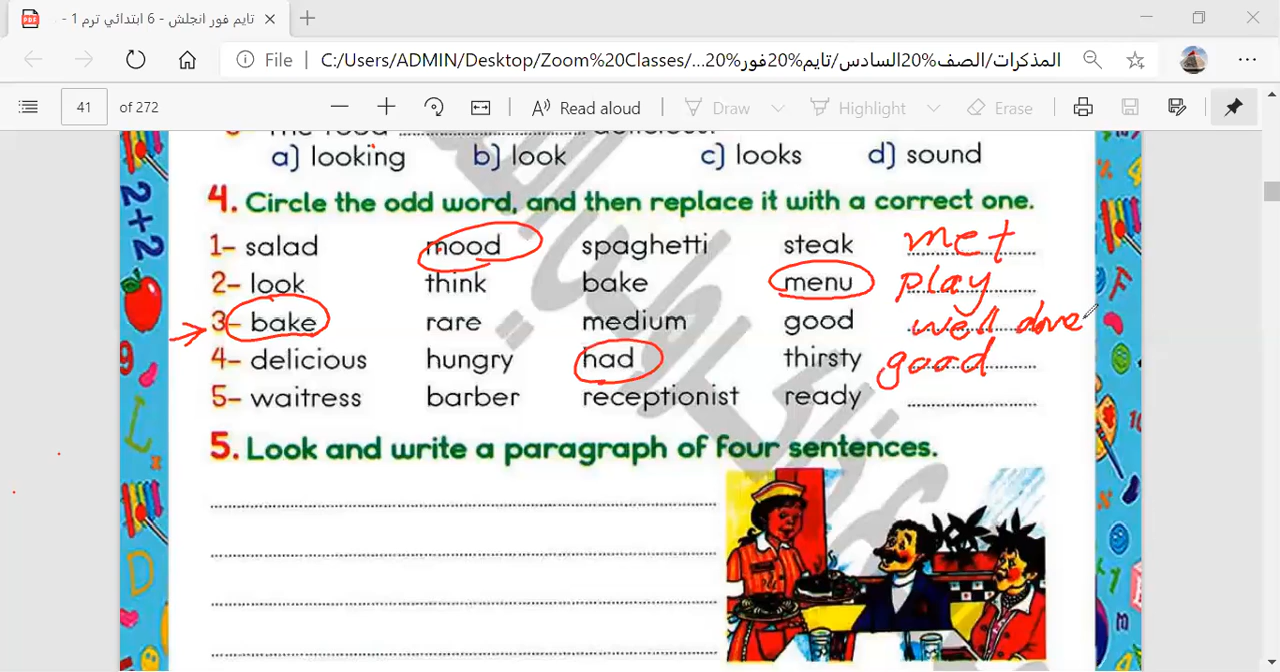 تايم فور انجلش - 6 ابتدائي ترم 1 -
File C:/Users/ADMIN/Desktop/Zoom%20Classes/المذكرات/الصف%20السادس/تايم%20فور%20...
41 of 272 Read aloud Draw Highlight Erase
a) looking b) look c) looks d) sound
4. Circle the odd word, and then replace it with a correct one.
1- salad mood spaghetti steak met
2- look think bake menu play
3- bake rare medium good well done
4- delicious hungry had thirsty good
5- waitress barber receptionist ready
5. Look and write a paragraph of four sentences.